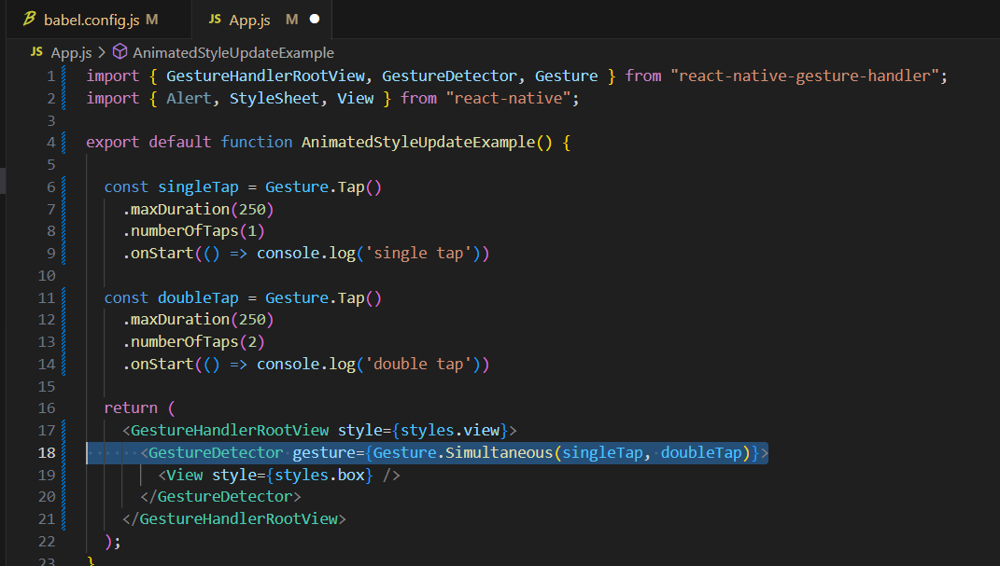 babel.config.js M JS App.js M
JS App.js > AnimatedStyleUpdateExample
1 import { GestureHandlerRootView, GestureDetector, Gesture } from "react-native-gesture-handler";
2 import { Alert, StyleSheet, View } from "react-native";
3
4 export default function AnimatedStyleUpdateExample() {
5
6 const singleTap = Gesture.Tap()
7 .maxDuration(250)
8 .numberOfTaps(1)
9 .onStart(() => console.log('single tap'))
10
11 const doubleTap = Gesture.Tap()
12 .maxDuration(250)
13 .numberOfTaps(2)
14 .onStart(() => console.log('double tap'))
15
16 return (
17 <GestureHandlerRootView style={styles.view}>
18 <GestureDetector gesture={Gesture.Simultaneous(singleTap, doubleTap)}>
19 <View style={styles.box} />
20 </GestureDetector>
21 </GestureHandlerRootView>
22 );
23 }